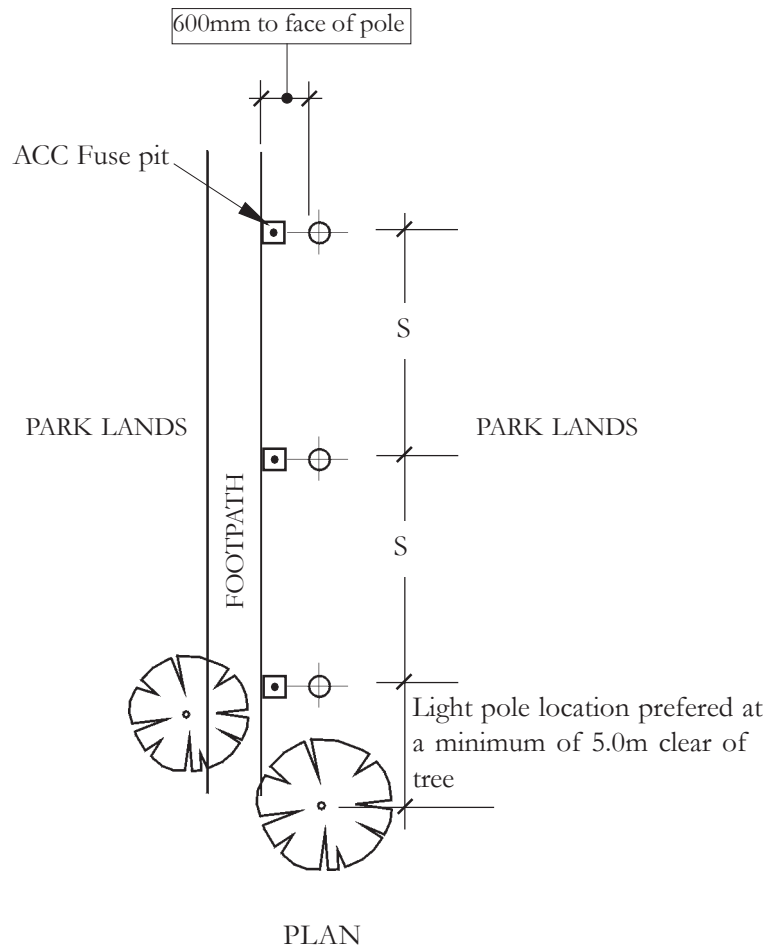 600mm to face of pole
ACC Fuse pit
S
PARK LANDS
PARK LANDS
FOOTPATH
S
Light pole location prefered at
a minimum of 5.0m clear of
tree
PLAN